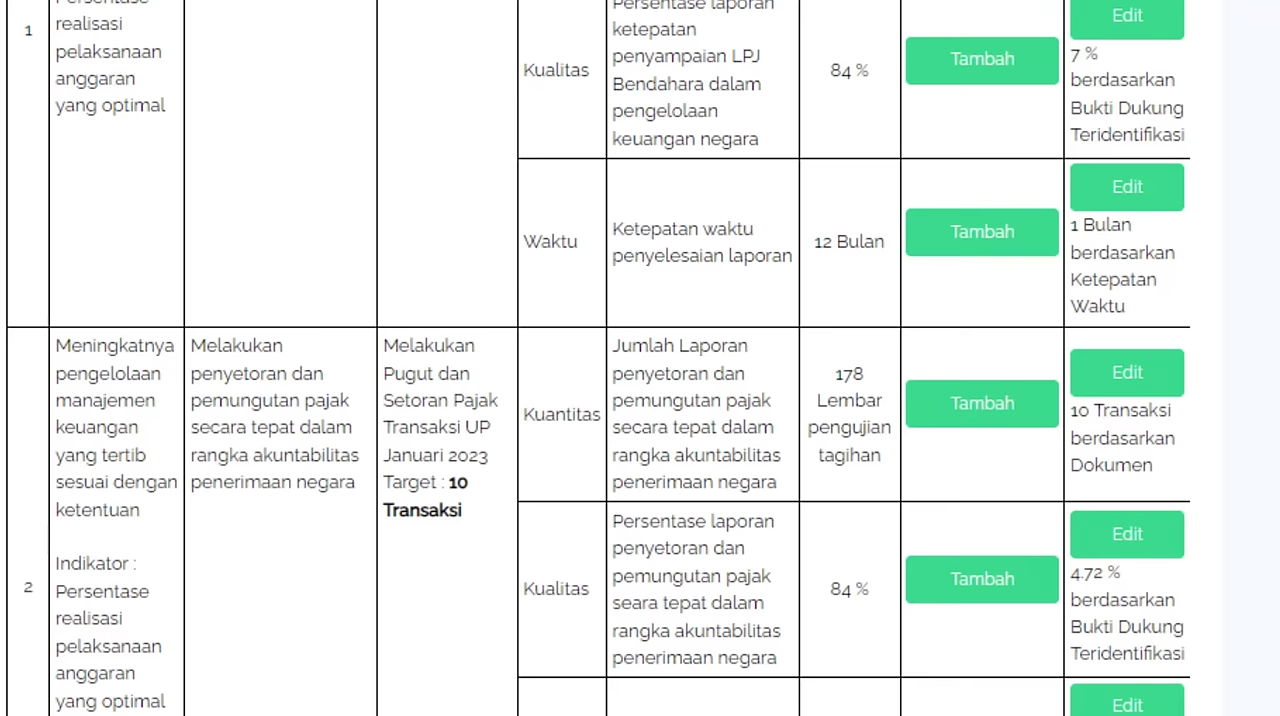 1
Persentase
realisasi
pelaksanaan
anggaran
yang optimal
Kualitas
Persentase laporan
ketepatan
penyampaian LPJ
Bendahara dalam
pengelolaan
keuangan negara
84 %
Tambah
Edit
7 %
berdasarkan
Bukti Dukung
Teridentifikasi
Waktu
Ketepatan waktu
penyelesaian laporan
12 Bulan
Tambah
Edit
1 Bulan
berdasarkan
Ketepatan
Waktu
2
Meningkatnya
pengelolaan
manajemen
keuangan
yang tertib
sesuai dengan
ketentuan
Indikator :
Persentase
realisasi
pelaksanaan
anggaran
yang optimal
Melakukan
penyetoran dan
pemungutan pajak
secara tepat dalam
rangka akuntabilitas
penerimaan negara
Melakukan
Pugut dan
Setoran Pajak
Transaksi UP
Januari 2023
Target : 10
Transaksi
Kuantitas
Jumlah Laporan
penyetoran dan
pemungutan pajak
secara tepat dalam
rangka akuntabilitas
penerimaan negara
178
Lembar
pengujian
tagihan
Tambah
Edit
10 Transaksi
berdasarkan
Dokumen
Kualitas
Persentase laporan
penyetoran dan
pemungutan pajak
seara tepat dalam
rangka akuntabilitas
penerimaan negara
84 %
Tambah
Edit
4.72 %
berdasarkan
Bukti Dukung
Teridentifikasi
Edit